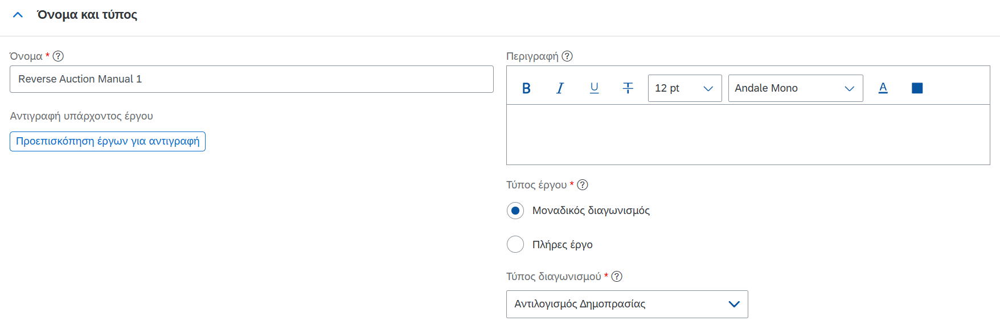 Όνομα και τύπος
Όνομα *
Reverse Auction Manual 1
Αντιγραφή υπάρχοντος έργου
Προεπισκόπηση έργων για αντιγραφή
Περιγραφή
B I U T 12 pt Andale Mono A
Τύπος έργου *
Μοναδικός διαγωνισμός
Πλήρες έργο
Τύπος διαγωνισμού *
Αντιλογισμός Δημοπρασίας